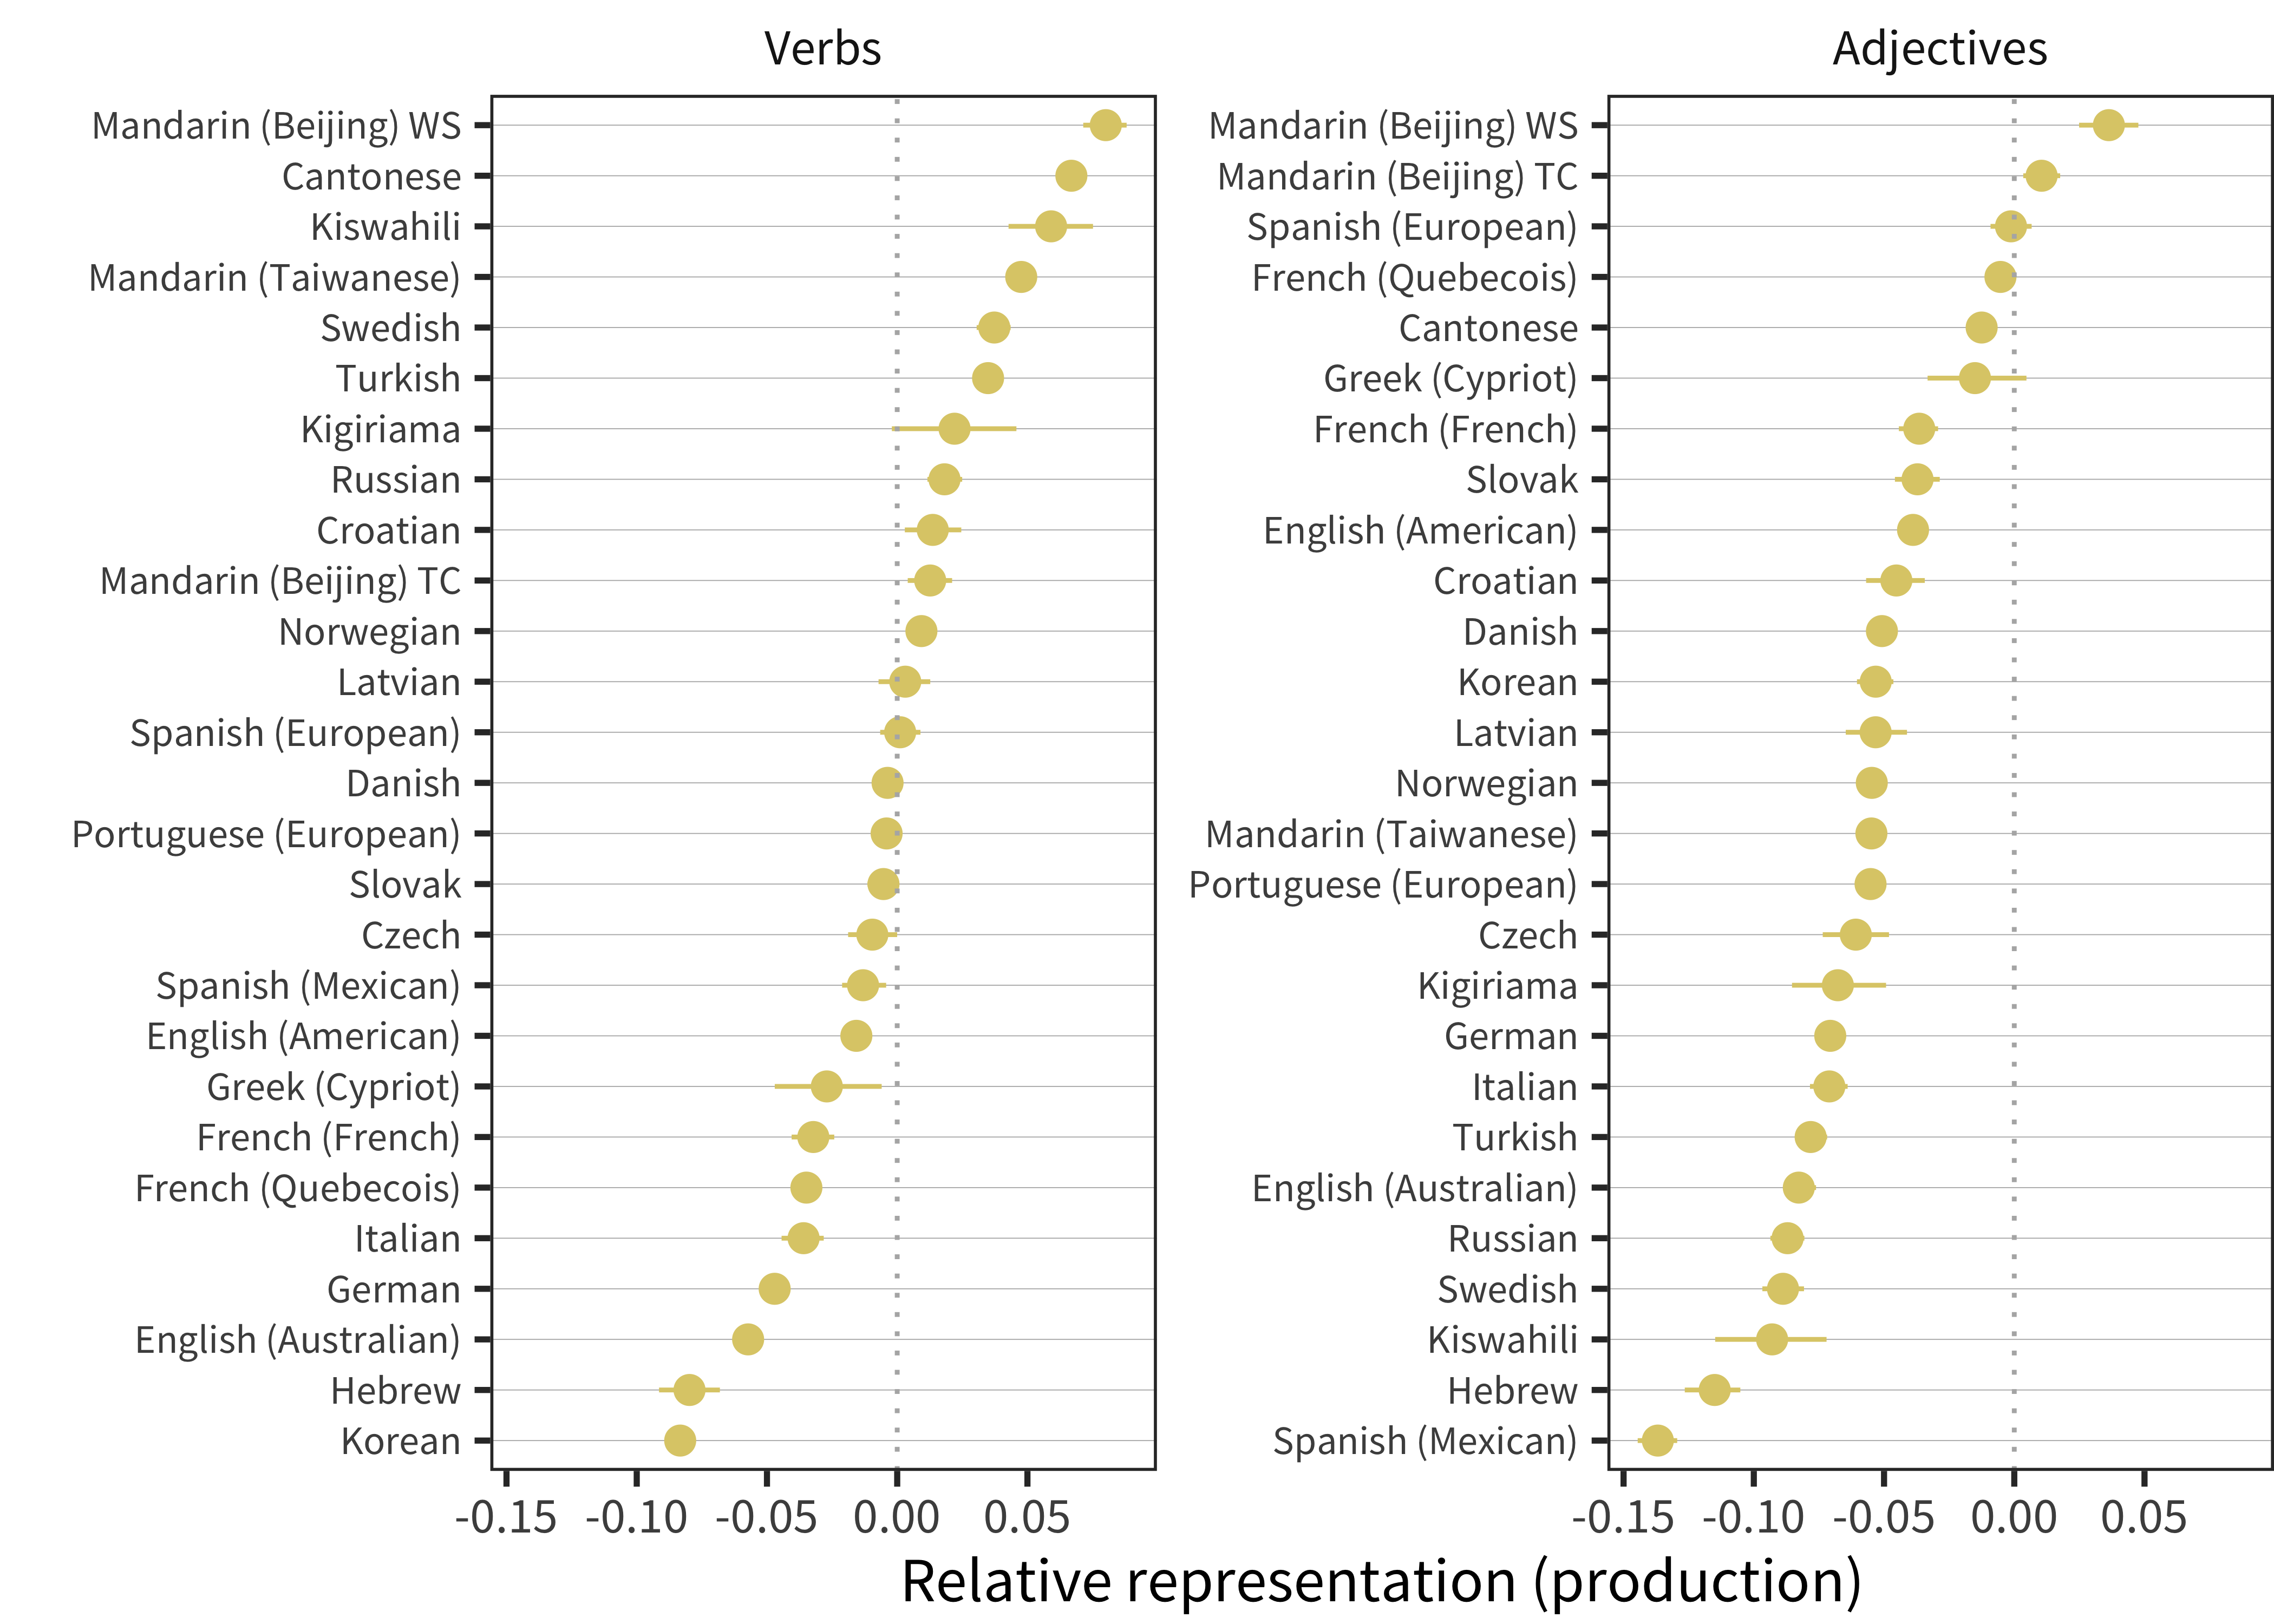 Verbs
Mandarin (Beijing) WS
Cantonese
Kiswahili
Mandarin (Taiwanese)
Swedish
Turkish
Kigiriama
Russian
Croatian
Mandarin (Beijing) TC
Norwegian
Latvian
Spanish (European)
Danish
Portuguese (European)
Slovak
Czech
Spanish (Mexican)
English (American)
Greek (Cypriot)
French (French)
French (Quebecois)
Italian
German
English (Australian)
Hebrew
Korean
-0.15 -0.10 -0.05 0.00 0.05
Adjectives
Mandarin (Beijing) WS
Mandarin (Beijing) TC
Spanish (European)
French (Quebecois)
Cantonese
Greek (Cypriot)
French (French)
Slovak
English (American)
Croatian
Danish
Korean
Latvian
Norwegian
Mandarin (Taiwanese)
Portuguese (European)
Czech
Kigiriama
German
Italian
Turkish
English (Australian)
Russian
Swedish
Kiswahili
Hebrew
Spanish (Mexican)
-0.15 -0.10 -0.05 0.00 0.05
Relative representation (production)